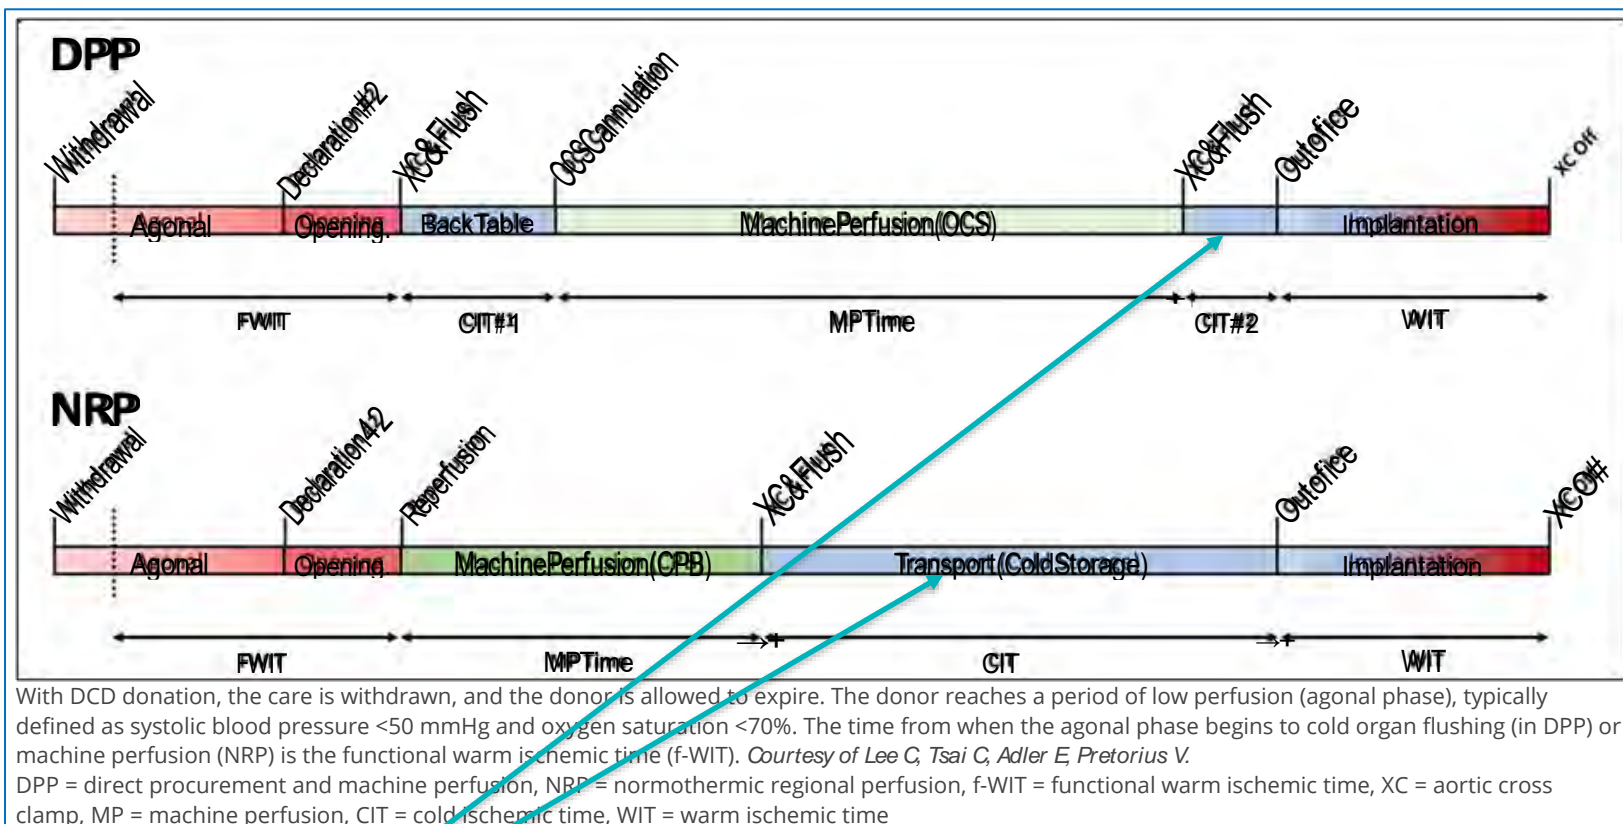 DPP
Withdrawal
Declaration#2
XC&Flush
OCSCannulation
XC&Flush
Outofice
XC Off
Agonal
Opening.
BackTable
MachinePerfusion(OCS)
Implantation
FWIT
CIT#1
MPTime
CIT#2
WIT
NRP
Withdrawal
Reperfusion
XC&Flush
Outofice
Agonal
Opening
MachinePerfusion(CPB)
Transport(ColdStorage)
Implantation
FWIT
MPTime
CIT
WIT
With DCD donation, the care is withdrawn, and the donor is allowed to expire. The donor reaches a period of low perfusion (agonal phase), typically
defined as systolic blood pressure <50 mmHg and oxygen saturation <70%. The time from when the agonal phase begins to cold organ flushing (in DPP) or
machine perfusion (NRP) is the functional warm ischemic time (f-WIT). Courtesy of Lee C, Tsai C, Adler E, Pretorius V.
DPP = direct procurement and machine perfusion, NRP = normothermic regional perfusion, f-WIT = functional warm ischemic time, XC = aortic cross
clamp, MP = machine perfusion, CIT = cold ischemic time, WIT = warm ischemic time